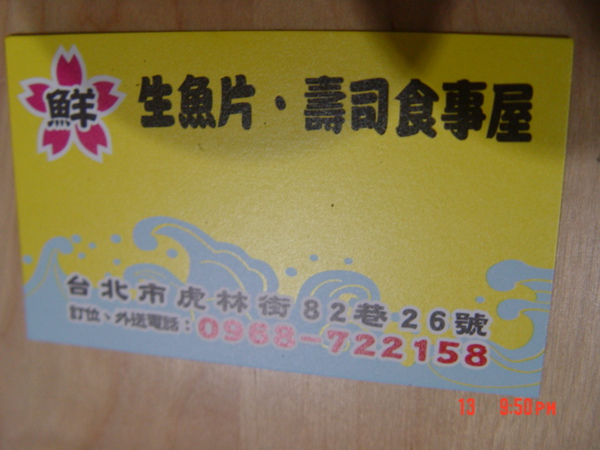 鮮
生魚片·壽司食事屋
台北市虎林街82巷26號
訂位、外送電話：0968-722158
13 9:50PM